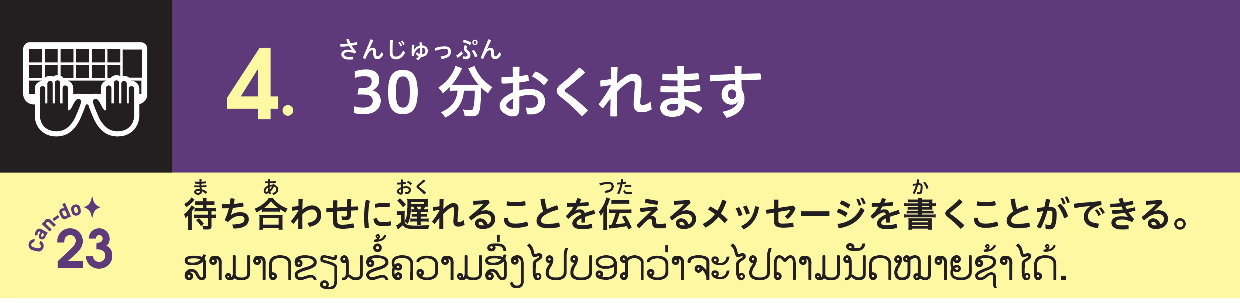 さんじゅっぷん
4. 30 分おくれます
Can-do 23
ま あ おく つた か
待ち合わせに遅れることを伝えるメッセージを書くことができる。
ສາມາດຂຽນຂໍ້ຄວາມສົ່ງໄປບອກວ່າຈະໄປຕາມນັດໝາຍຊ້າໄດ້.